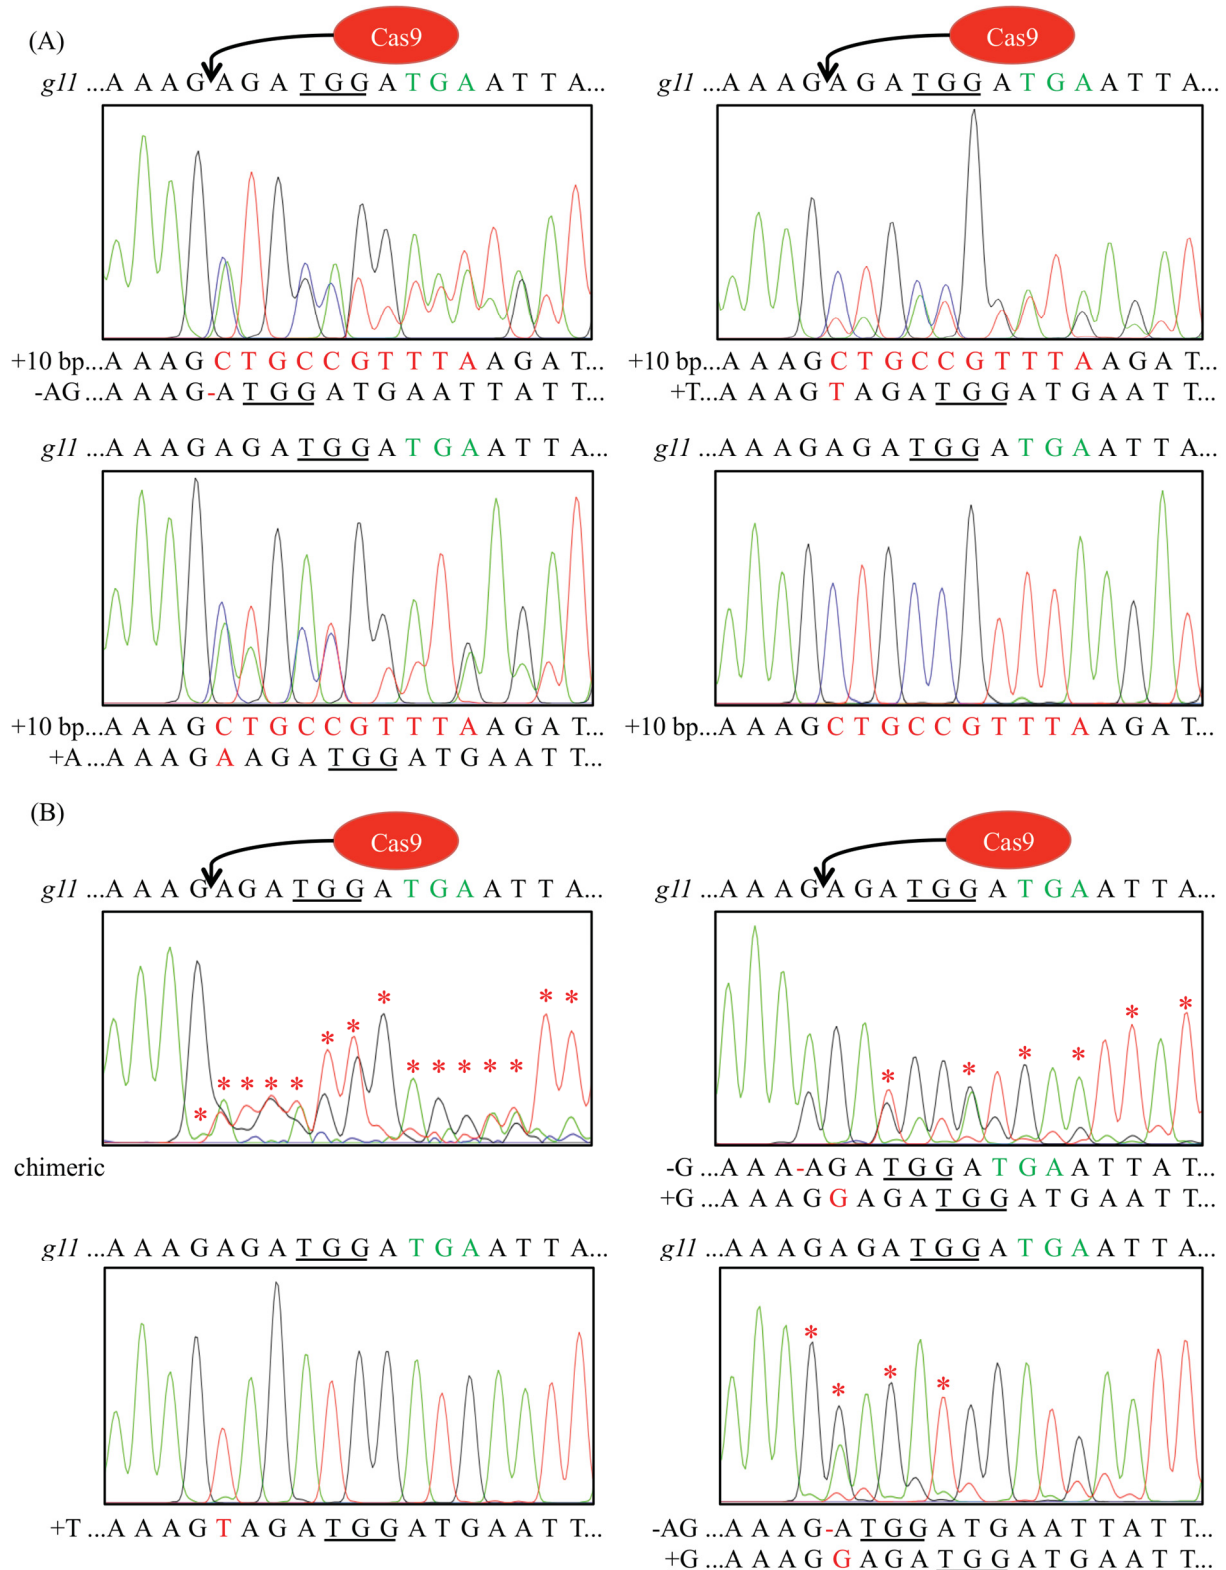 (A)
Cas9
Cas9
g11 ...A A A G A G A T G G A T G A A T T A...
g11 ...A A A G A G A T G G A T G A A T T A...
+10 bp...A A A G C T G C C G T T T A A G A T...
-AG...A A A G-A T G G A T G A A T T A T T...
+10 bp...A A A G C T G C C G T T T A A G A T...
+T...A A A G T A G A T G G A T G A A T T...
g11 ...A A A G A G A T G G A T G A A T T A...
g11 ...A A A G A G A T G G A T G A A T T A...
+10 bp...A A A G C T G C C G T T T A A G A T...
+A...A A A G A A G A T G G A T G A A T T...
+10 bp...A A A G C T G C C G T T T A A G A T...
(B)
Cas9
Cas9
g11 ...A A A G A G A T G G A T G A A T T A...
g11 ...A A A G A G A T G G A T G A A T T A...
* * * * * * * * * * * * * * *
* * * * * *
chimeric
-G ...A A A-A G A T G G A T G A A T T A T...
+G ...A A A G G A G A T G G A T G A A T T...
g11 ...A A A G A G A T G G A T G A A T T A...
g11 ...A A A G A G A T G G A T G A A T T A...
* * * *
+T ...A A A G T A G A T G G A T G A A T T...
-AG ...A A A G-A T G G A T G A A T T A T T...
+G ...A A A G G A G A T G G A T G A A T T...